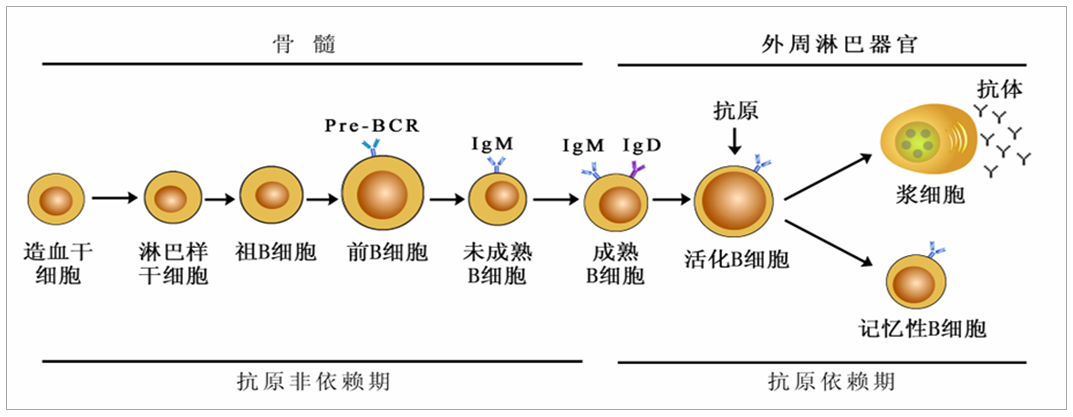 骨 髓
外周淋巴器官
抗体
抗原
Pre-BCR
IgM
IgM
IgD
浆细胞
造血干
细胞
淋巴样
干细胞
祖B细胞
前B细胞
未成熟
B细胞
成熟
B细胞
活化B细胞
记忆性B细胞
抗原非依赖期
抗原依赖期